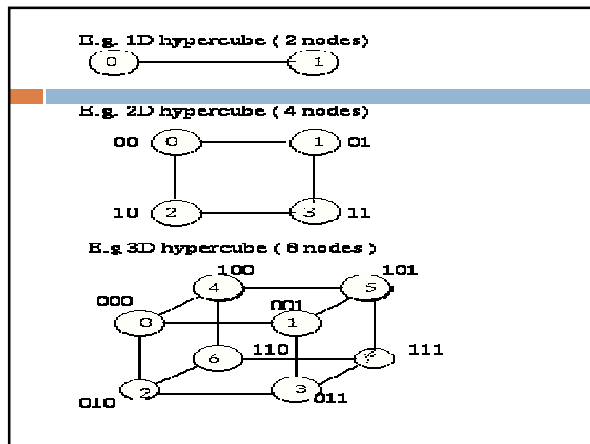 E.g. 1D hypercube ( 2 nodes)
0 1
E.g. 2D hypercube ( 4 nodes)
00 0 1 01
10 2 3 11
E.g 3D hypercube ( 8 nodes )
100 101
4 5
000 001
0 1
6 110 7 111
2 3
010 011